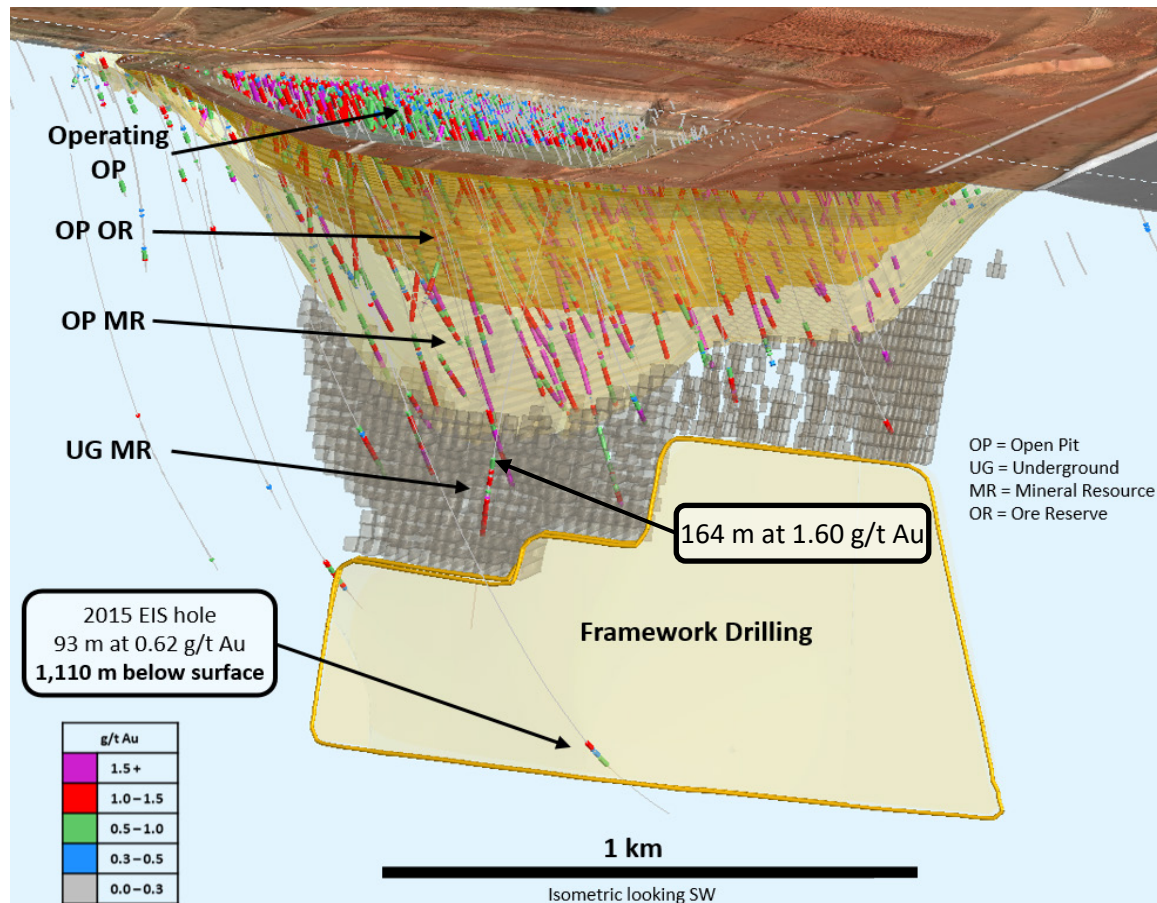 Operating
OP
OP OR
OP MR
UG MR
OP = Open Pit
UG = Underground
MR = Mineral Resource
OR = Ore Reserve
164 m at 1.60 g/t Au
2015 EIS hole
93 m at 0.62 g/t Au
1,110 m below surface
Framework Drilling
g/t Au
1.5 +
1.0 – 1.5
0.5 – 1.0
0.3 – 0.5
0.0 – 0.3
1 km
Isometric looking SW